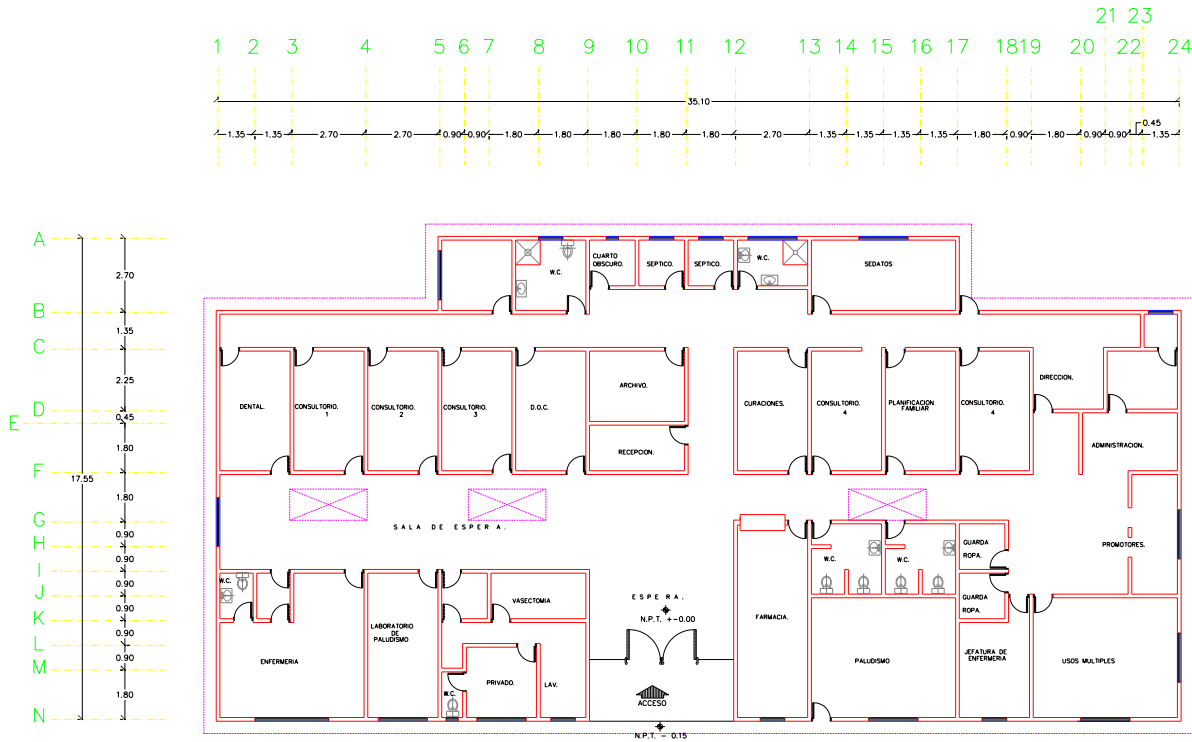 21 23
1 2 3 4 5 6 7 8 9 10 11 12 13 14 15 16 17 18 19 20 22 24
35.10
0.45
1.35 1.35 2.70 2.70 0.90 0.90 1.80 1.80 1.80 1.80 1.80 2.70 1.35 1.35 1.35 1.35 1.80 0.90 1.80 0.90 0.90 1.35
A
2.70
B
1.35
C
2.25
D
0.45
E
1.80
F
17.55
1.80
G
0.90
H
0.90
I
0.90
J
0.90
K
0.90
L
0.90
M
1.80
N
W.C.
CUARTO
OBSCURO.
SEPTICO.
SEPTICO.
W.C.
SEDATOS
DENTAL.
CONSULTORIO.
1
CONSULTORIO.
2
CONSULTORIO.
3
D.O.C.
ARCHIVO.
RECEPCION.
CURACIONES.
CONSULTORIO.
4
PLANIFICACION
FAMILIAR
CONSULTORIO.
4
DIRECCION.
ADMINISTRACION.
SALA DE ESPERA.
PROMOTORES.
W.C.
W.C.
GUARDA
ROPA.
GUARDA
ROPA.
W.C.
VASECTOMIA
LABORATORIO
DE
PALUDISMO
ENFERMERIA
PRIVADO.
W.C.
LAV.
ESPERA.
N.P.T. +-0.00
ACCESO
N.P.T. - 0.15
FARMACIA.
PALUDISMO
JEFATURA DE
ENFERMERIA
USOS MULTIPLES